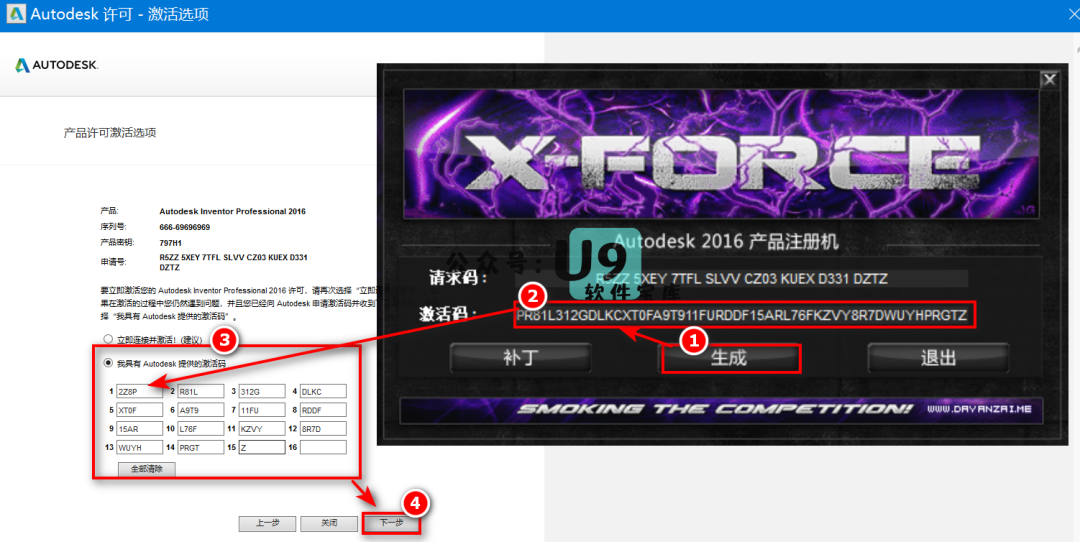 Autodesk 许可 - 激活选项
AUTODESK.
产品许可激活选项
产品: Autodesk Inventor Professional 2016
序列号: 666-69696969
产品密钥: 797H1
申请号: R5ZZ 5XEY 7TFL SLVV CZ03 KUEX D331
DZTZ
要立即激活您的 Autodesk Inventor Professional 2016 许可，请再次选择 "立即
果在激活的过程中您仍然遇到问题，并且您已经向 Autodesk 申请激活码并收到
择 "我具有 Autodesk 提供的激活码"。
立即连接并激活! (建议)
3
我具有 Autodesk 提供的激活码
1 2Z8P 2 R81L 3 312G 4 DLKC
5 XT0F 6 A9T9 7 11FU 8 RDDF
9 15AR 10 L76F 11 KZVY 12 8R7D
13 WUYH 14 PRGT 15 Z 16
全部清除
4
上一步 关闭 下一步
X-FORCE
Autodesk 2016 产品注册机
公众号: U9
软件宝库
请求码: R5ZZ 5XEY 7TFL SLVV CZ03 KUEX D331 DZTZ
2
激活码: PR81L312GDLKCXT0FA9T911FURDDF15ARL76FKZVY8R7DWUYHPRGTZ
1
补丁 生成 退出
SMOKING THE COMPETITION! WWW.DAYANZAI.ME